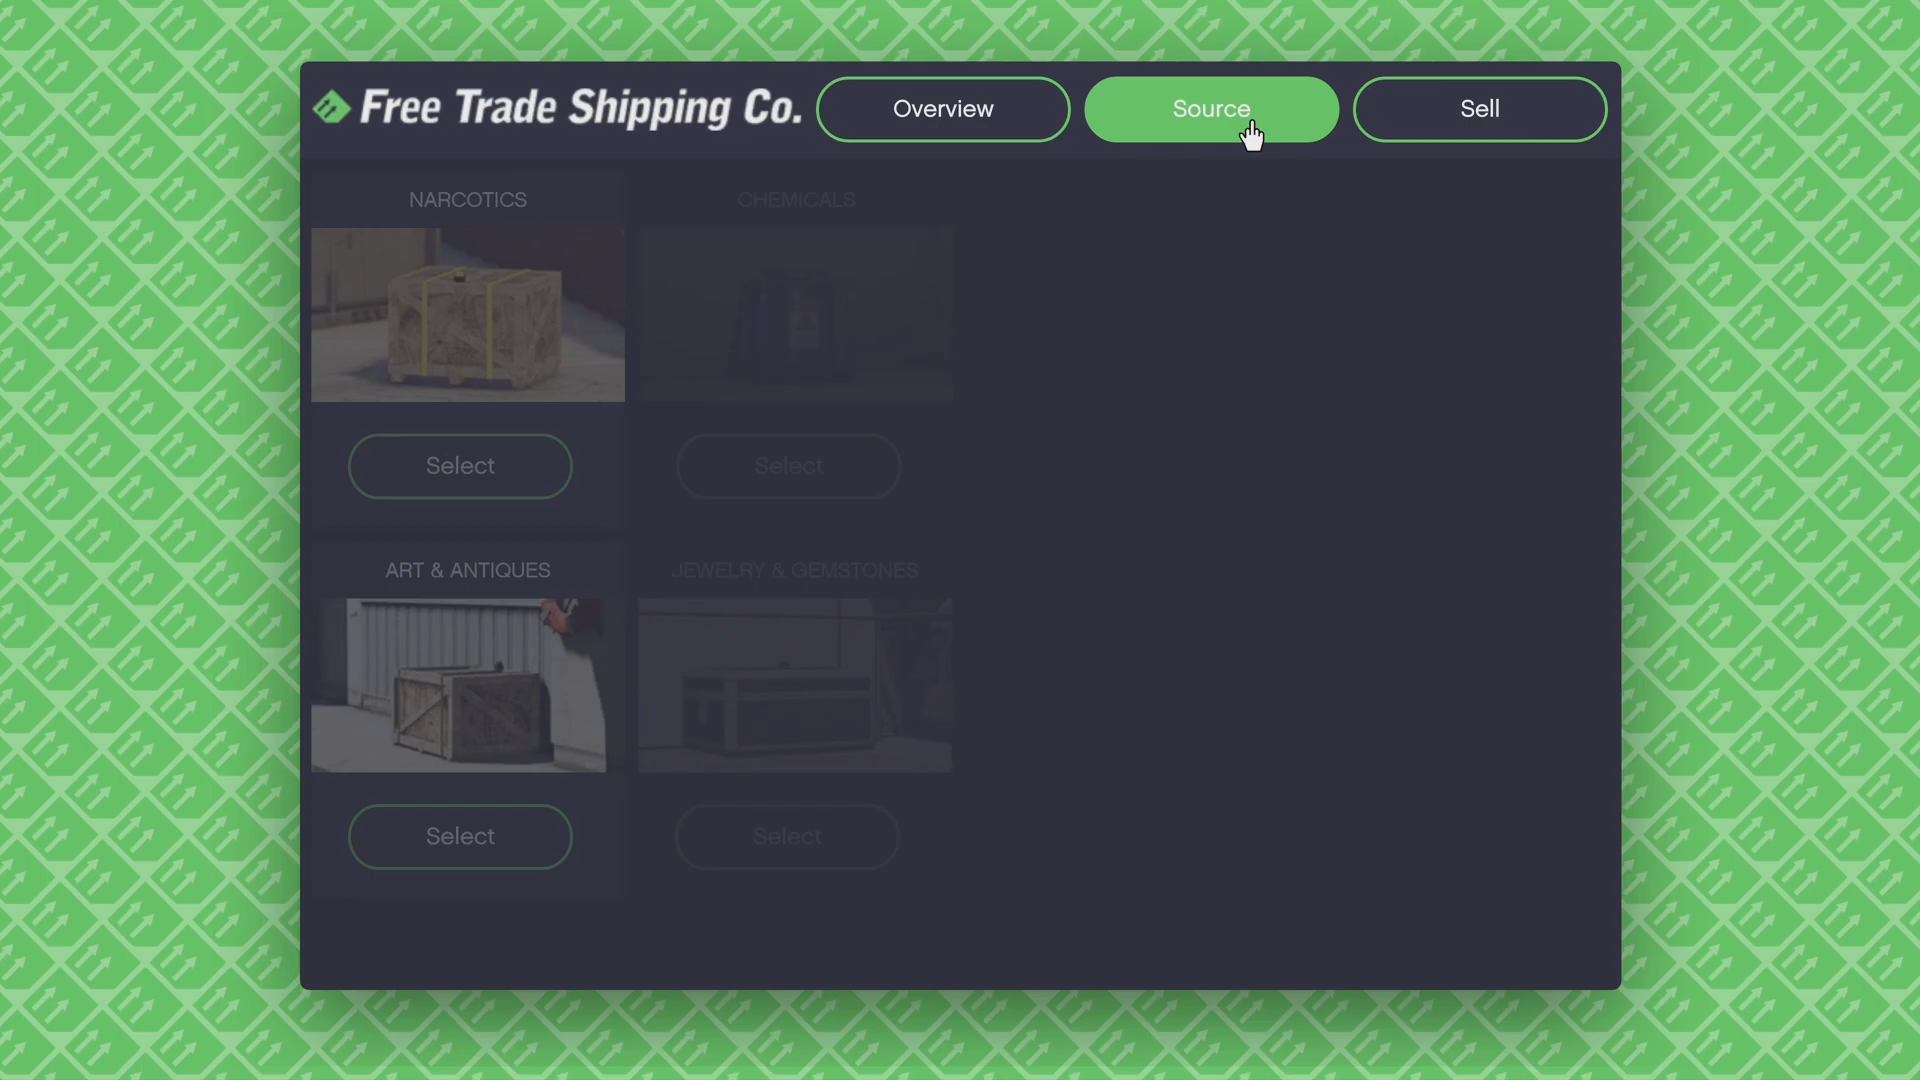 Free Trade Shipping Co.
Overview
Source
Sell
NARCOTICS
CHEMICALS
Select
Select
ART & ANTIQUES
JEWELRY & GEMSTONES
Select
Select